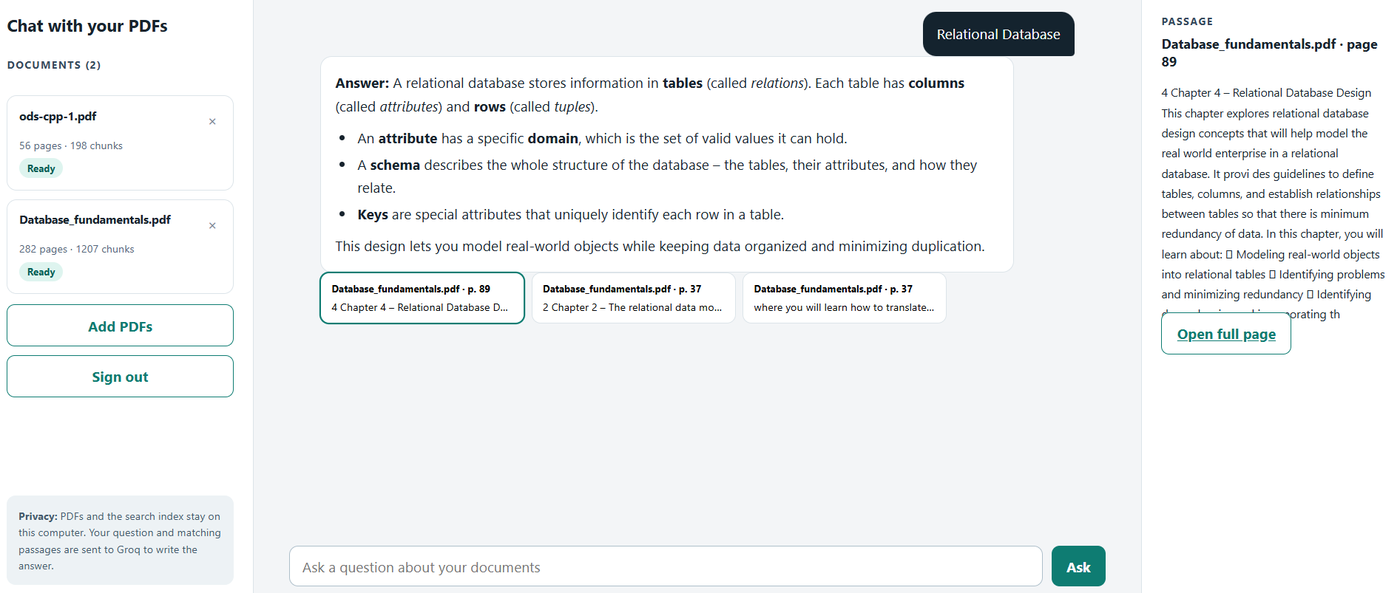 Chat with your PDFs
DOCUMENTS (2)
ods-cpp-1.pdf
×
56 pages · 198 chunks
Ready
Database_fundamentals.pdf
×
282 pages · 1207 chunks
Ready
Add PDFs
Sign out
Privacy: PDFs and the search index stay on
this computer. Your question and matching
passages are sent to Groq to write the
answer.
Relational Database
Answer: A relational database stores information in tables (called relations). Each table has columns
(called attributes) and rows (called tuples).
• An attribute has a specific domain, which is the set of valid values it can hold.
• A schema describes the whole structure of the database – the tables, their attributes, and how they
relate.
• Keys are special attributes that uniquely identify each row in a table.
This design lets you model real-world objects while keeping data organized and minimizing duplication.
Database_fundamentals.pdf · p. 89
4 Chapter 4 – Relational Database D...
Database_fundamentals.pdf · p. 37
2 Chapter 2 – The relational data mo...
Database_fundamentals.pdf · p. 37
where you will learn how to translate...
Ask a question about your documents
Ask
PASSAGE
Database_fundamentals.pdf · page
89
4 Chapter 4 – Relational Database Design
This chapter explores relational database
design concepts that will help model the
real world enterprise in a relational
database. It provi des guidelines to define
tables, columns, and establish relationships
between tables so that there is minimum
redundancy of data. In this chapter, you will
learn about: Modeling real-world objects
into relational tables Identifying problems
and minimizing redundancy Identifying
th
Open full page